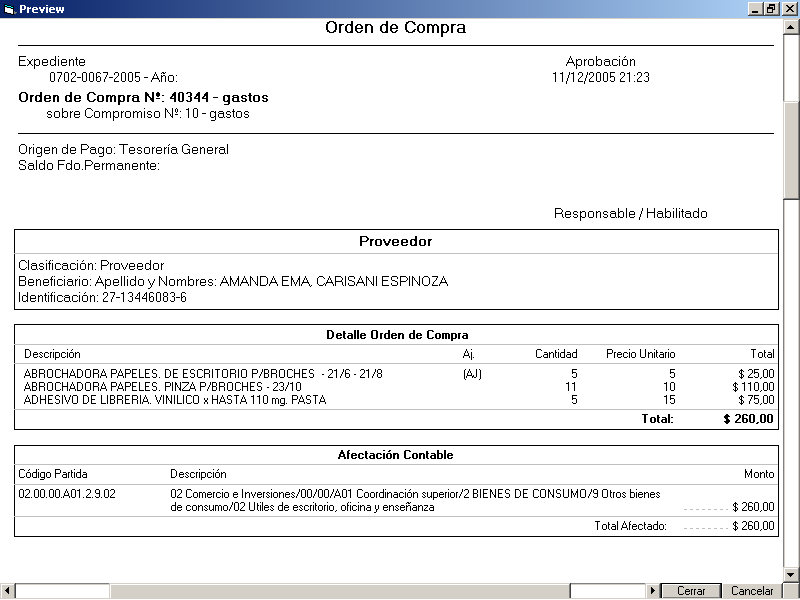 Preview
Orden de Compra
Expediente Aprobación
0702-0067-2005 - Año: 11/12/2005 21:23
Orden de Compra Nº: 40344 - gastos
sobre Compromiso Nº: 10 - gastos
Origen de Pago: Tesorería General
Saldo Fdo.Permanente:
Responsable / Habilitado
Proveedor
Clasificación: Proveedor
Beneficiario: Apellido y Nombres: AMANDA EMA, CARISANI ESPINOZA
Identificación: 27-13446083-6
Detalle Orden de Compra
Descripción Aj. Cantidad Precio Unitario Total
ABROCHADORA PAPELES. DE ESCRITORIO P/BROCHES - 21/6 - 21/8 (AJ) 5 5 $ 25,00
ABROCHADORA PAPELES. PINZA P/BROCHES - 23/10 11 10 $ 110,00
ADHESIVO DE LIBRERIA. VINILICO x HASTA 110 mg. PASTA 5 15 $ 75,00
Total: $ 260,00
Afectación Contable
Código Partida Descripción Monto
02.00.00.A01.2.9.02 02 Comercio e Inversiones/00/00/A01 Coordinación superior/2 BIENES DE CONSUMO/9 Otros bienes
de consumo/02 Utiles de escritorio, oficina y enseñanza $ 260,00
Total Afectado: $ 260,00
Cerrar Cancelar